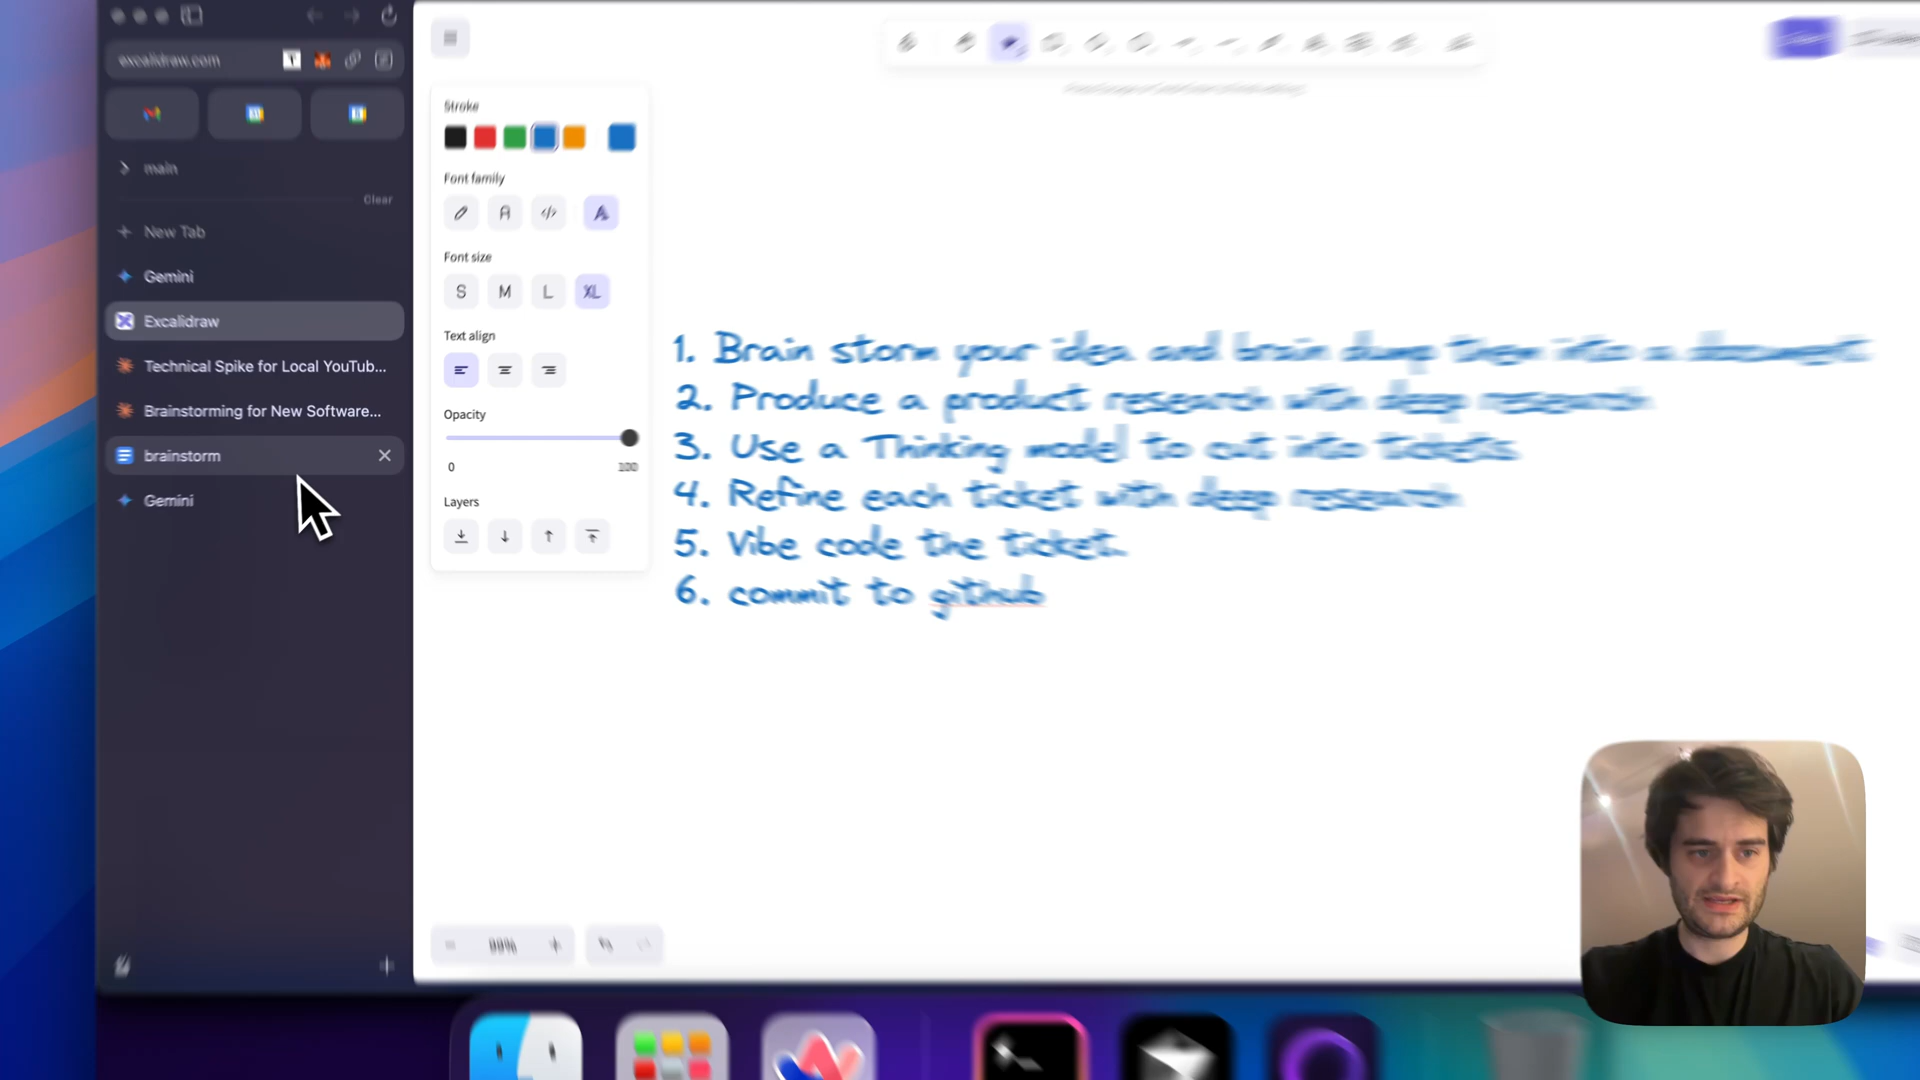 excalidraw.com
main
Clear
New Tab
Gemini
Excalidraw
Technical Spike for Local YouTub...
Brainstorming for New Software...
brainstorm
Gemini
Stroke
Font family
A
</>
A
Font size
S
M
L
XL
Text align
Opacity
0
100
Layers
1. Brain storm your idea and brain dump them into a document
2. Produce a product research with deep research
3. Use a Thinking model to cut into tickets
4. Refine each ticket with deep research
5. Vibe code the ticket.
6. commit to github
99%